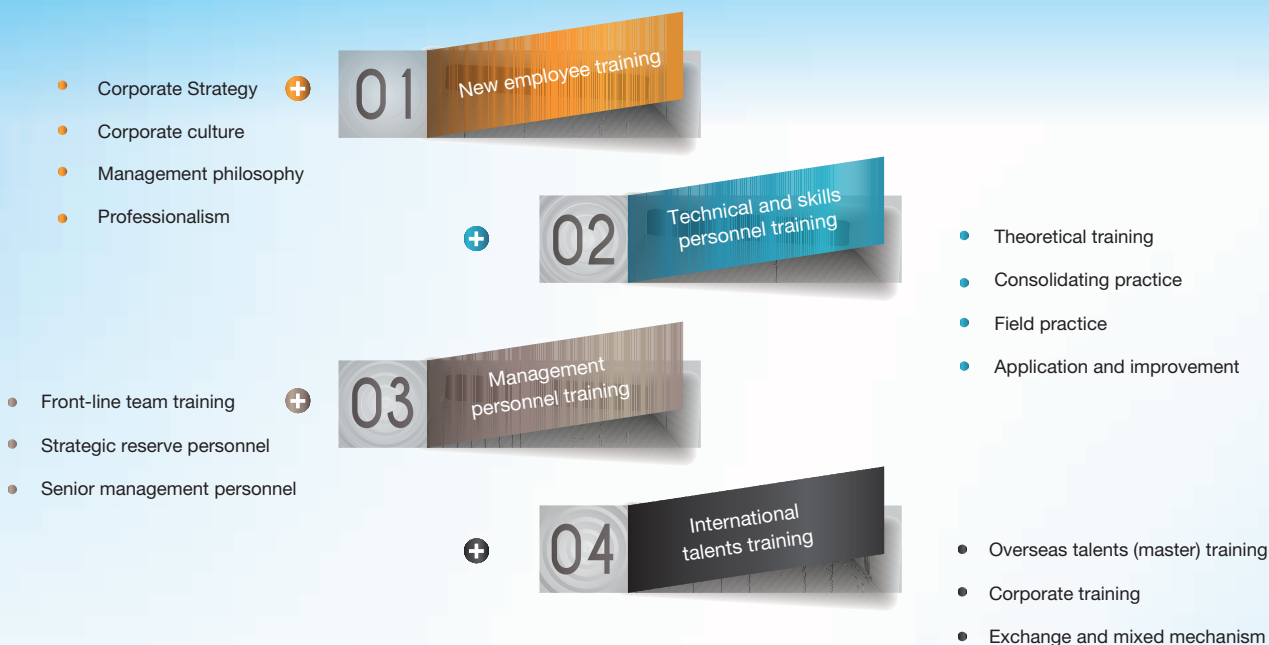 01
New employee training
Corporate Strategy
Corporate culture
Management philosophy
Professionalism
02
Technical and skills
personnel training
Theoretical training
Consolidating practice
Field practice
Application and improvement
03
Management
personnel training
Front-line team training
Strategic reserve personnel
Senior management personnel
04
International
talents training
Overseas talents (master) training
Corporate training
Exchange and mixed mechanism